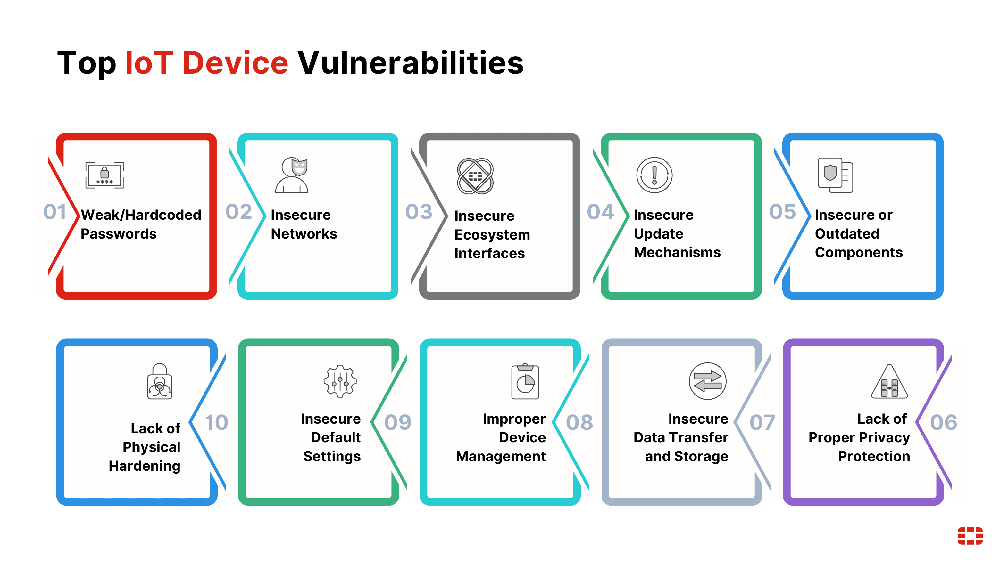 Top IoT Device Vulnerabilities
01
Weak/Hardcoded
Passwords
02
Insecure
Networks
03
Insecure
Ecosystem
Interfaces
04
Insecure
Update
Mechanisms
05
Insecure or
Outdated
Components
06
Lack of
Proper Privacy
Protection
07
Insecure
Data Transfer
and Storage
08
Improper
Device
Management
09
Insecure
Default
Settings
10
Lack of
Physical
Hardening